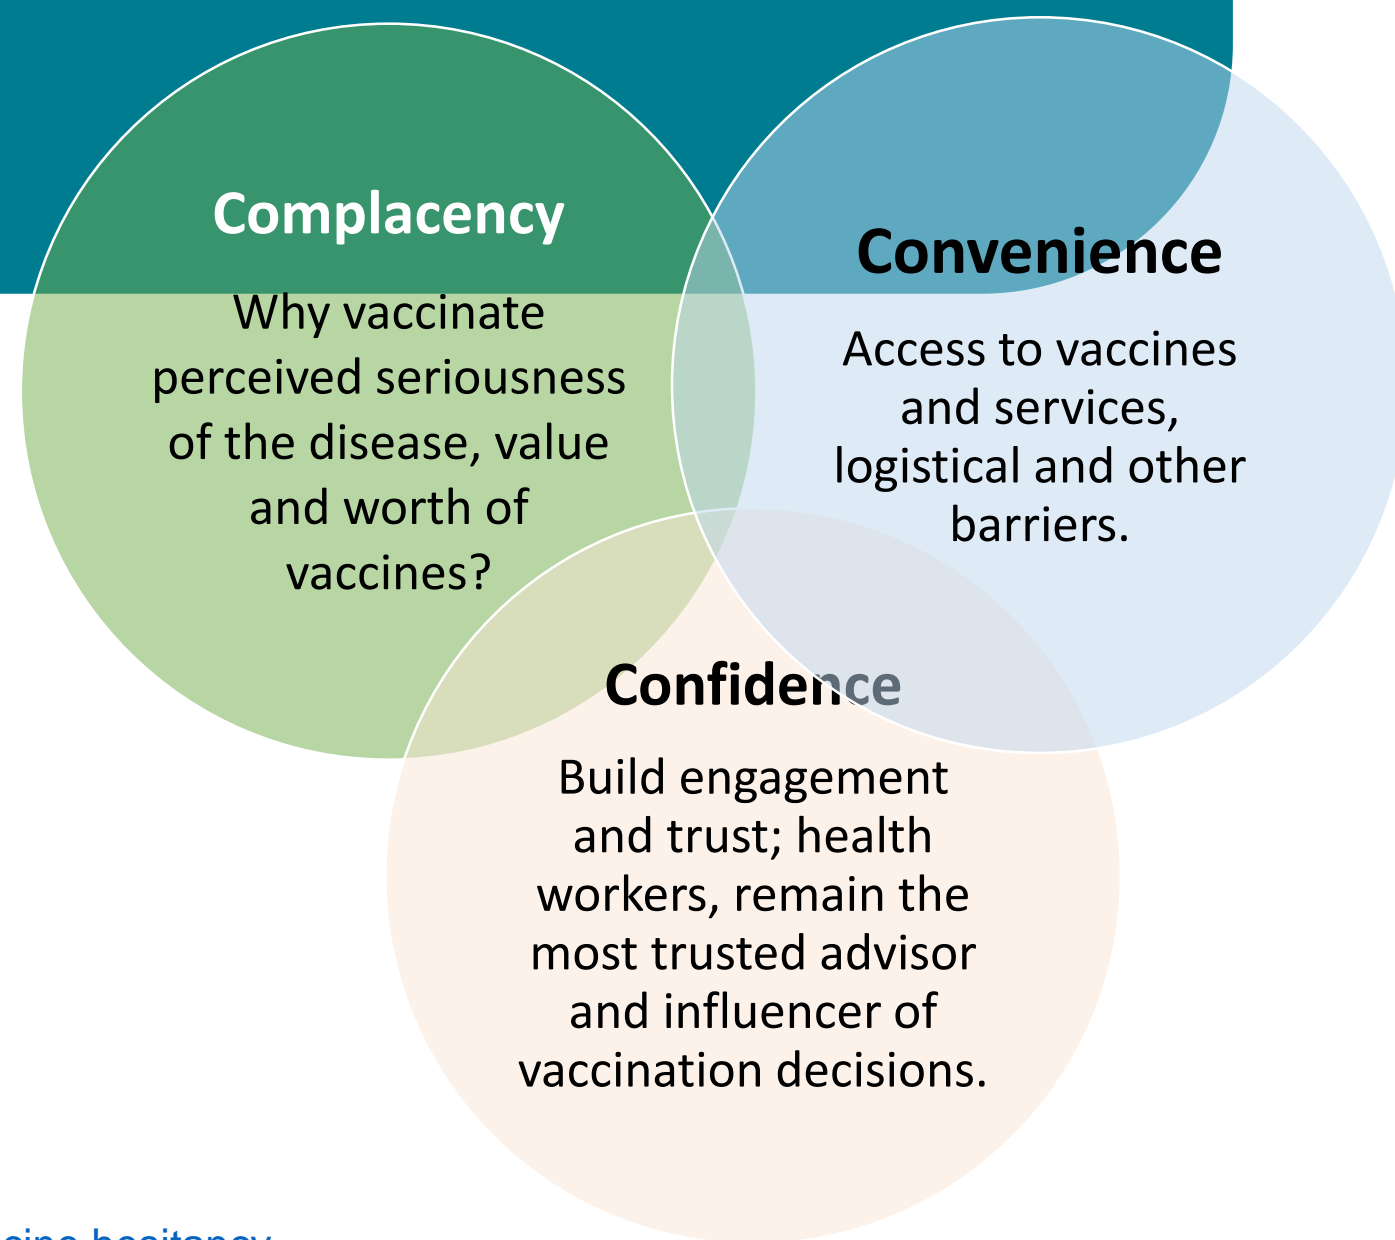 Complacency
Why vaccinate
perceived seriousness
of the disease, value
and worth of
vaccines?
Convenience
Access to vaccines
and services,
logistical and other
barriers.
Confidence
Build engagement
and trust; health
workers, remain the
most trusted advisor
and influencer of
vaccination decisions.
hesitancy